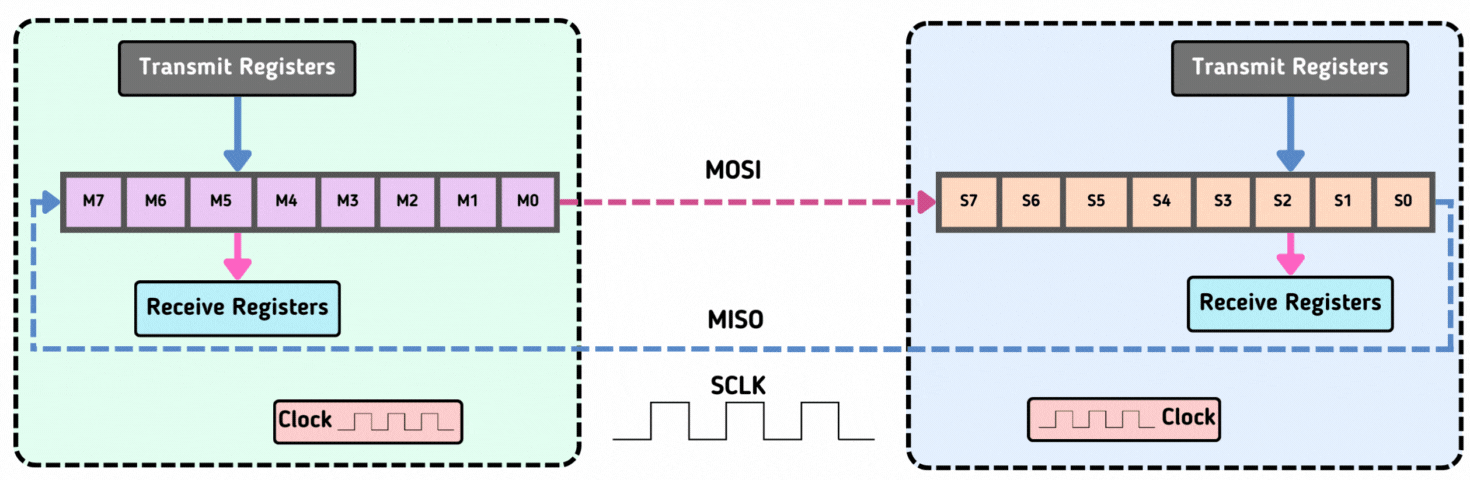 Transmit Registers
Transmit Registers
MOSI
M7 M6 M5 M4 M3 M2 M1 M0
S7 S6 S5 S4 S3 S2 S1 S0
Receive Registers
Receive Registers
MISO
SCLK
Clock
Clock